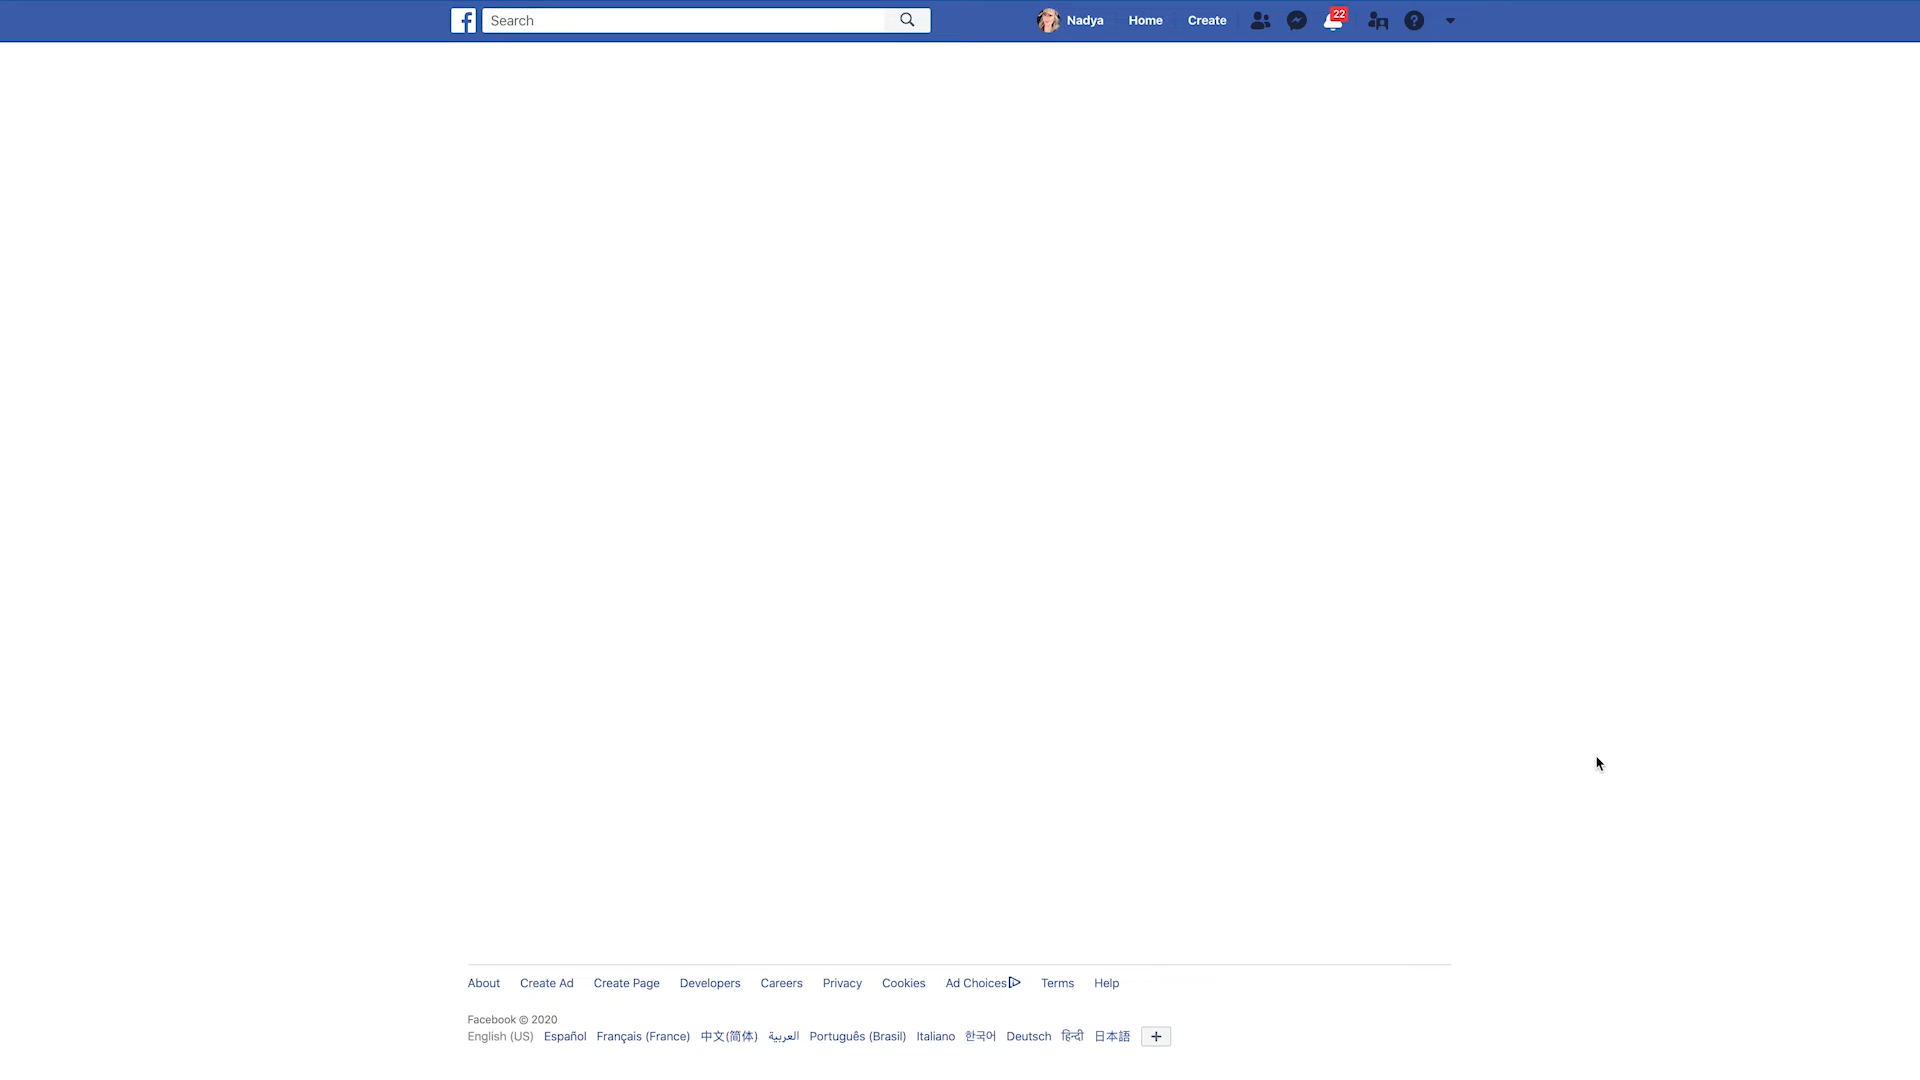 Search Nadya Home Create 22
About Create Ad Create Page Developers Careers Privacy Cookies Ad Choices Terms Help
Facebook © 2020
English (US) Español Français (France) 中文(简体) العربية Português (Brasil) Italiano 한국어 Deutsch हिन्दी 日本語